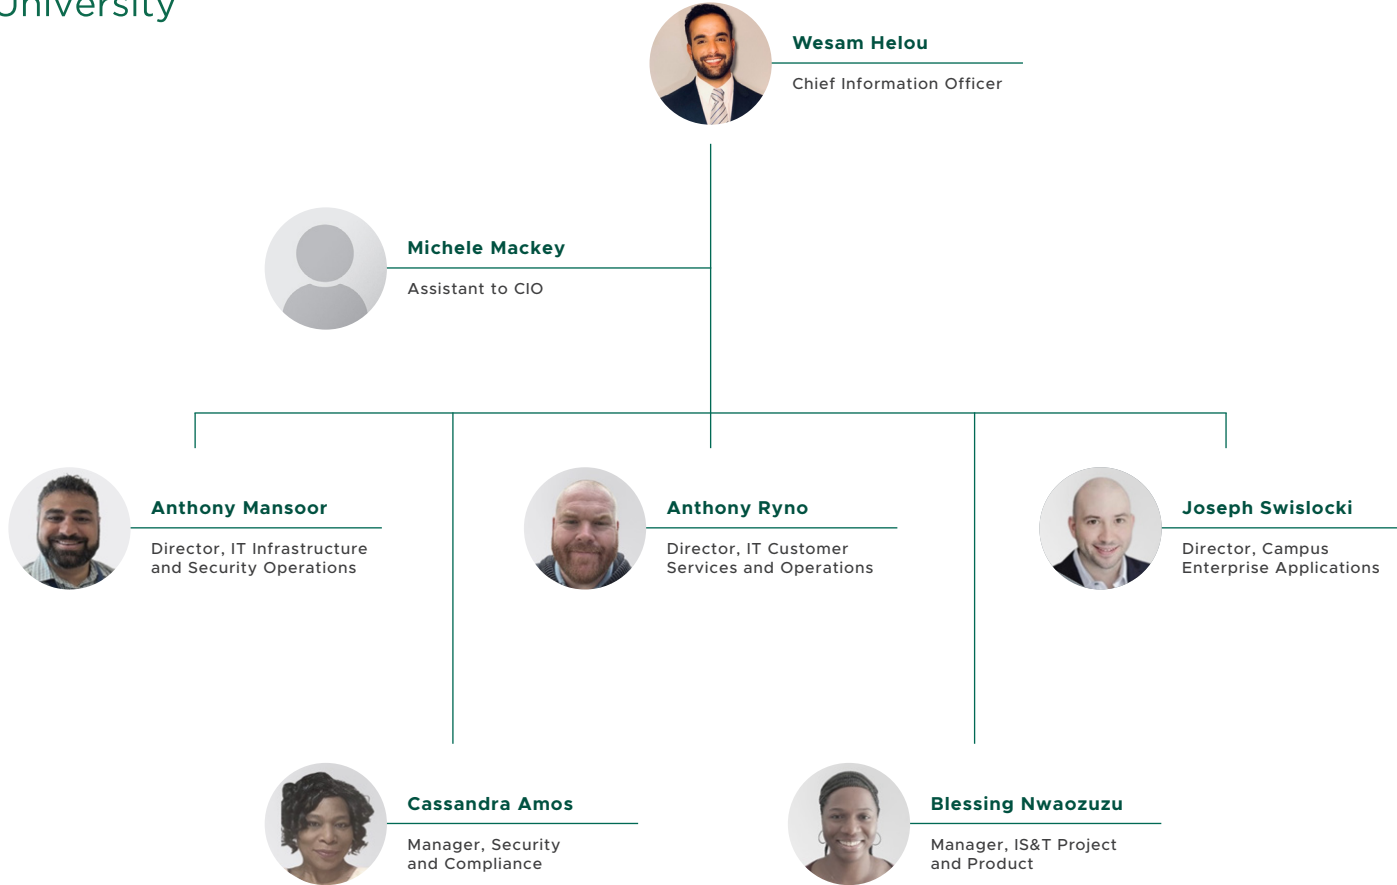 University
Wesam Helou
Chief Information Officer
Michele Mackey
Assistant to CIO
Anthony Mansoor
Director, IT Infrastructure
and Security Operations
Anthony Ryno
Director, IT Customer
Services and Operations
Joseph Swislocki
Director, Campus
Enterprise Applications
Cassandra Amos
Manager, Security
and Compliance
Blessing Nwaozuzu
Manager, IS&T Project
and Product